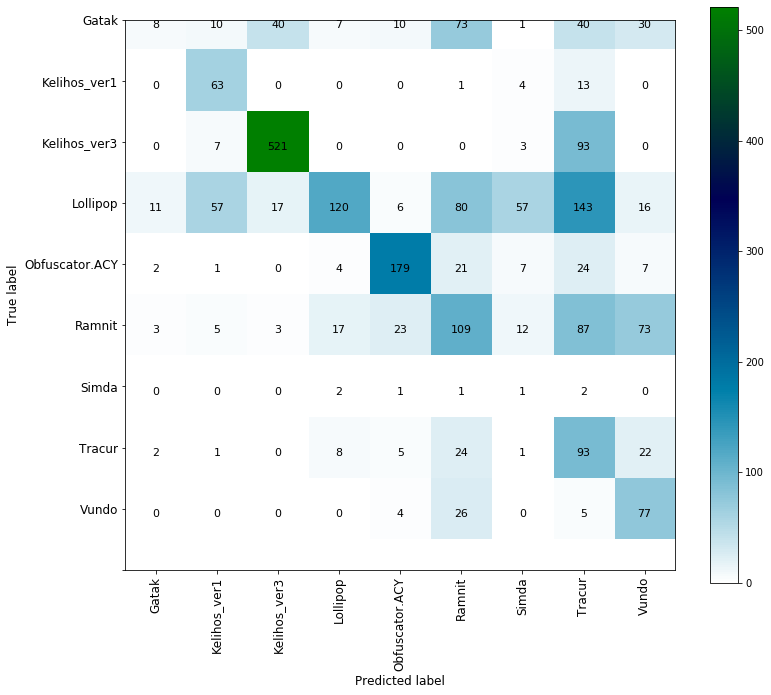 Gatak 8 10 40 7 10 73 1 40 30
Kelihos_ver1 0 63 0 0 0 1 4 13 0
Kelihos_ver3 0 7 521 0 0 0 3 93 0
Lollipop 11 57 17 120 6 80 57 143 16
Obfuscator.ACY 2 1 0 4 179 21 7 24 7
Ramnit 3 5 3 17 23 109 12 87 73
Simda 0 0 0 2 1 1 1 2 0
Tracur 2 1 0 8 5 24 1 93 22
Vundo 0 0 0 0 4 26 0 5 77
True label
Gatak
Kelihos_ver1
Kelihos_ver3
Lollipop
Obfuscator.ACY
Ramnit
Simda
Tracur
Vundo
Predicted label
500
400
300
200
100
0